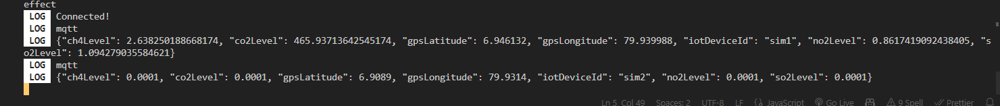 effect
LOG Connected!
LOG mqtt
LOG {"ch4Level": 2.638250188668174, "co2Level": 465.93713642545174, "gpsLatitude": 6.946132, "gpsLongitude": 79.939988, "iotDeviceId": "sim1", "no2Level": 0.8617419092438405, "s
o2Level": 1.094279035584621}
LOG mqtt
LOG {"ch4Level": 0.0001, "co2Level": 0.0001, "gpsLatitude": 6.9089, "gpsLongitude": 79.9314, "iotDeviceId": "sim2", "no2Level": 0.0001, "so2Level": 0.0001}
Ln 5, Col 49 Spaces: 2 UTF-8 LF {} JavaScript Go Live 9 Spell Prettier